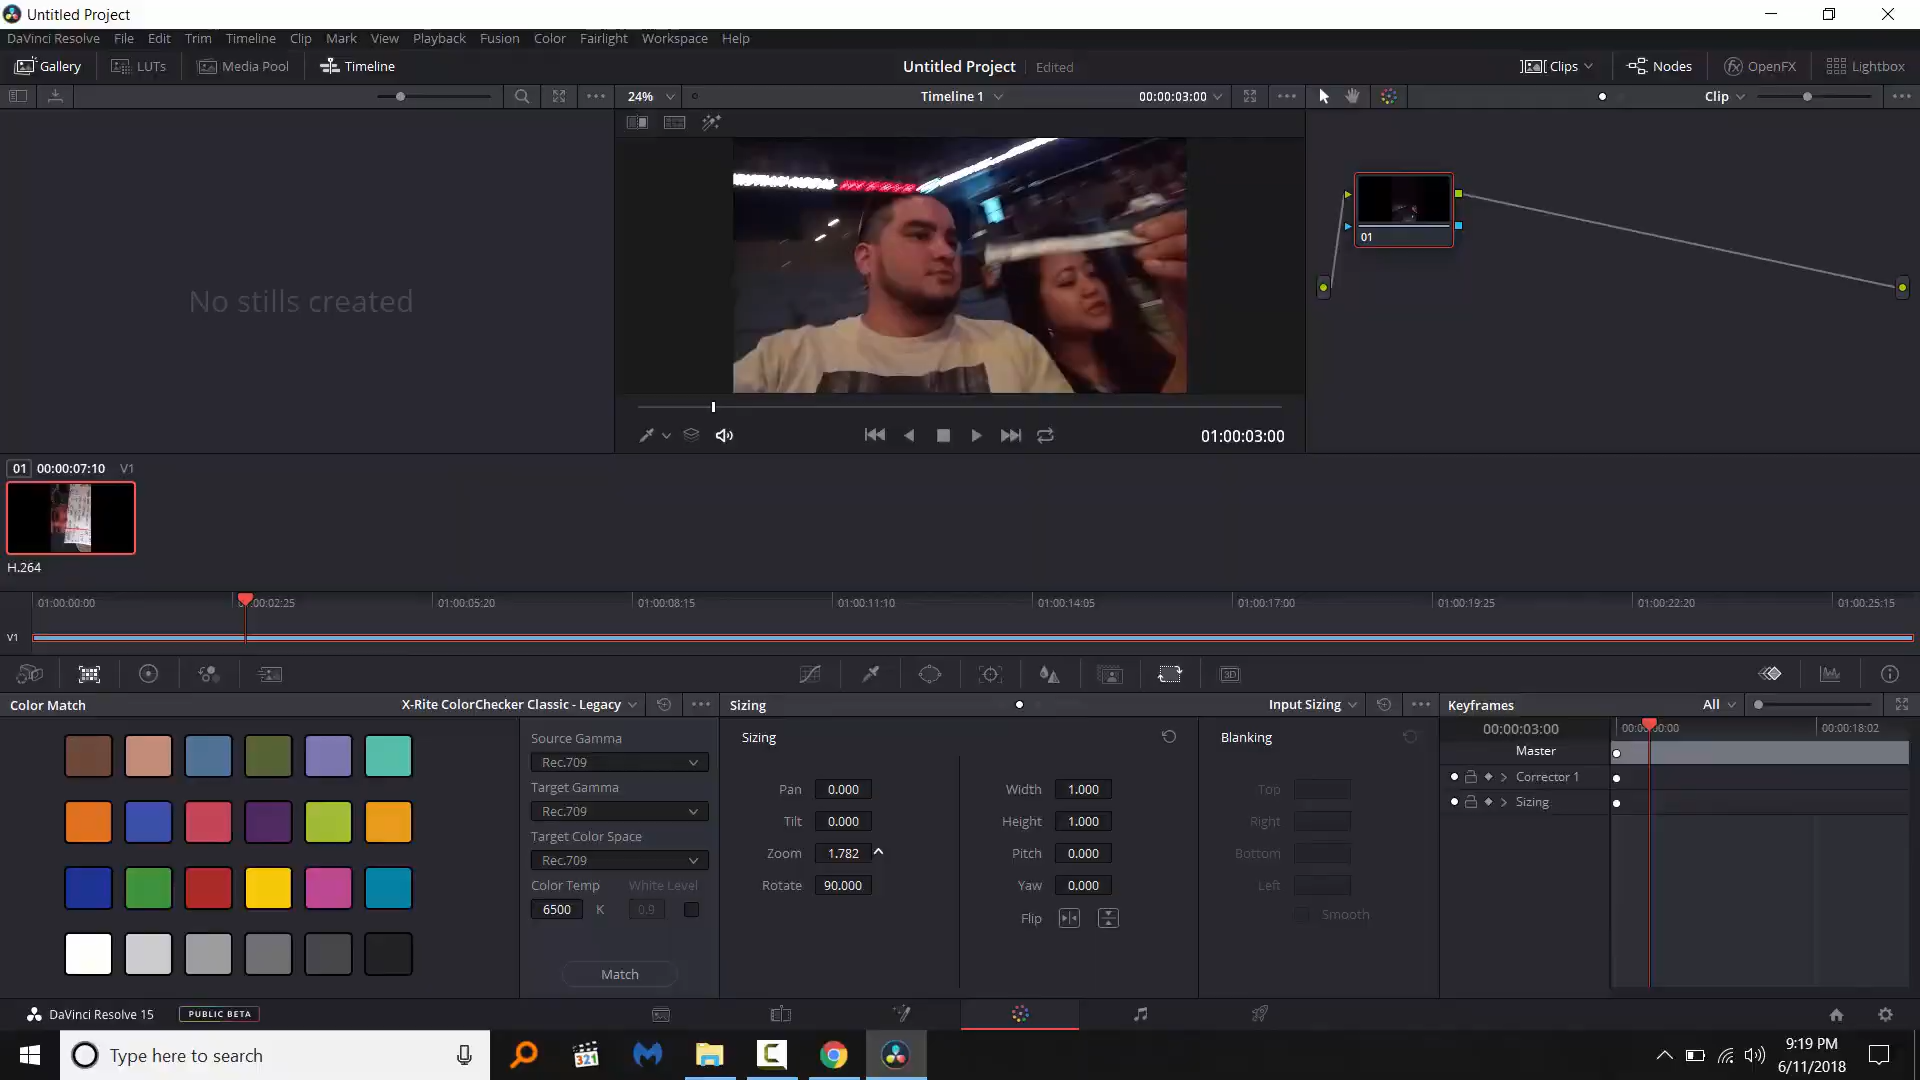 Untitled Project
DaVinci Resolve File Edit Trim Timeline Clip Mark View Playback Fusion Color Fairlight Workspace Help
Gallery LUTs Media Pool Timeline Untitled Project Edited Clips Nodes OpenFX Lightbox
24% Timeline 1 00:00:03:00 Clip
No stills created
01
01:00:03:00
01 00:00:07:10 V1
H.264
01:00:00:00 :00:02:25 01:00:05:20 01:00:08:15 01:00:11:10 01:00:14:05 01:00:17:00 01:00:19:25 01:00:22:20 01:00:25:15
V1
3D
Color Match X-Rite ColorChecker Classic - Legacy Sizing Input Sizing Keyframes All
Source Gamma
Rec.709
Target Gamma
Rec.709
Target Color Space
Rec.709
Color Temp White Level
6500 K 0.9
Match
Sizing
Pan 0.000 Width 1.000
Tilt 0.000 Height 1.000
Zoom 1.782 Pitch 0.000
Rotate 90.000 Yaw 0.000
Flip
Blanking
Top
Right
Bottom
Left
Smooth
00:00:03:00 00:00:18:02
Master
Corrector 1
Sizing
DaVinci Resolve 15 PUBLIC BETA
Type here to search
321
9:19 PM
6/11/2018